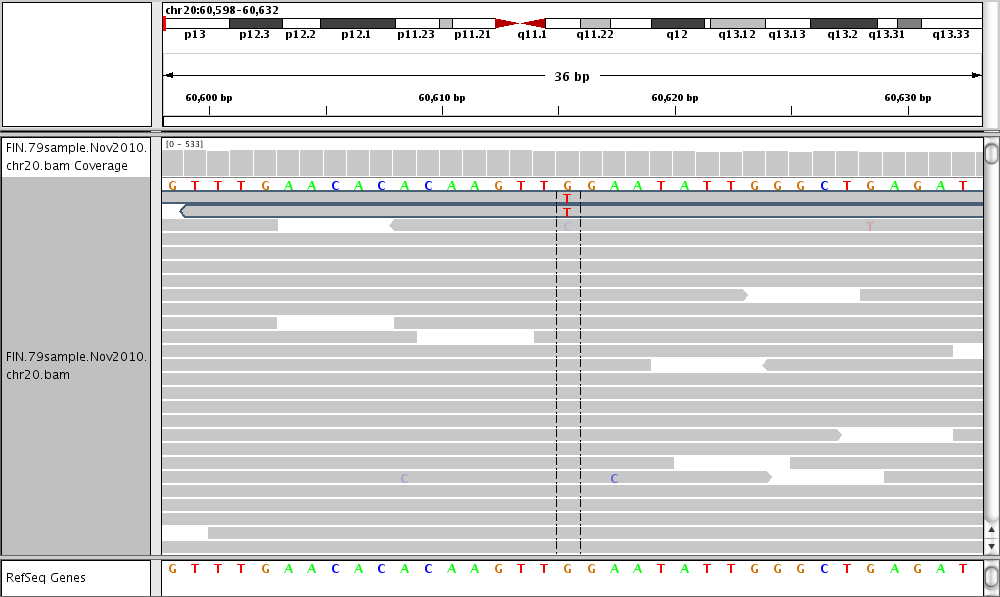 chr20:60,598-60,632
p13 p12.3 p12.2 p12.1 p11.23 p11.21 q11.1 q11.22 q12 q13.12 q13.13 q13.2 q13.31 q13.33
36 bp
60,600 bp 60,610 bp 60,620 bp 60,630 bp
FIN.79sample.Nov2010.
chr20.bam Coverage
[0 - 533]
G T T T G A A C A C A C A A G T T G G A A T A T T G G G C T G A G A T
T
T
C T
FIN.79sample.Nov2010.
chr20.bam
C C
RefSeq Genes
G T T T G A A C A C A C A A G T T G G A A T A T T G G G C T G A G A T